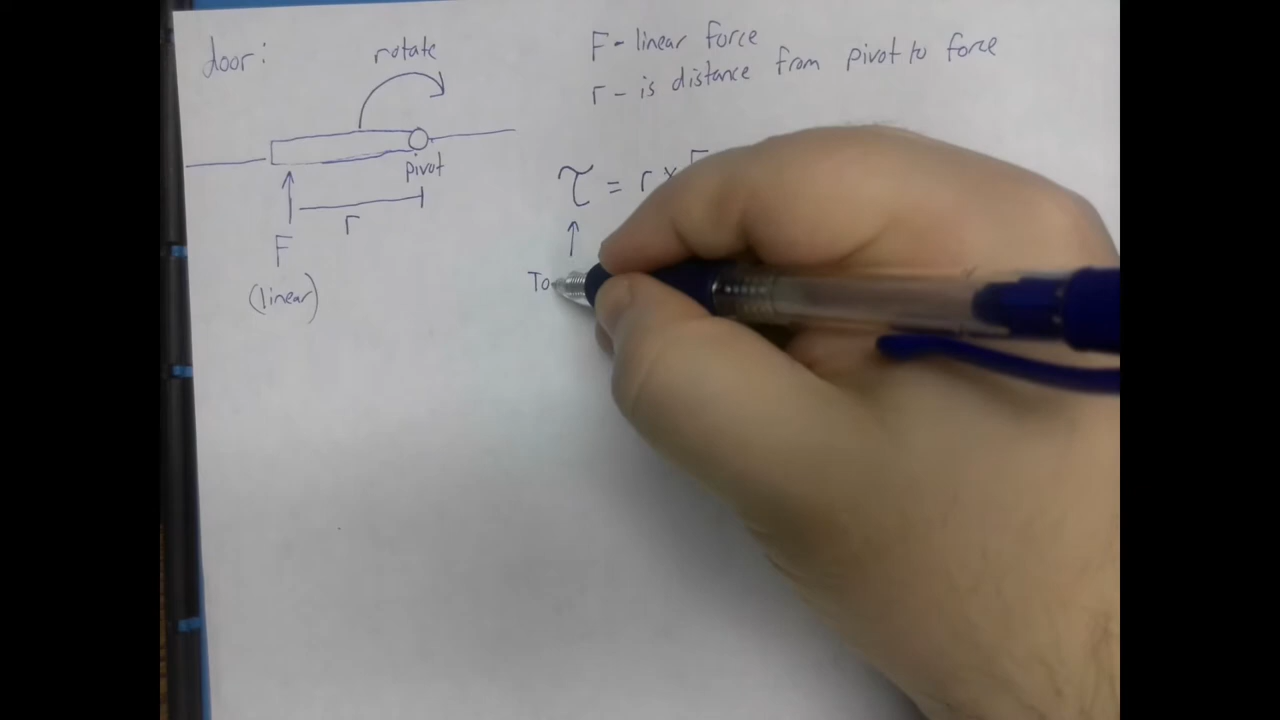 door:
rotate
pivot
r
F
(linear)
F - linear force
r - is distance from pivot to force
τ = r × F
To